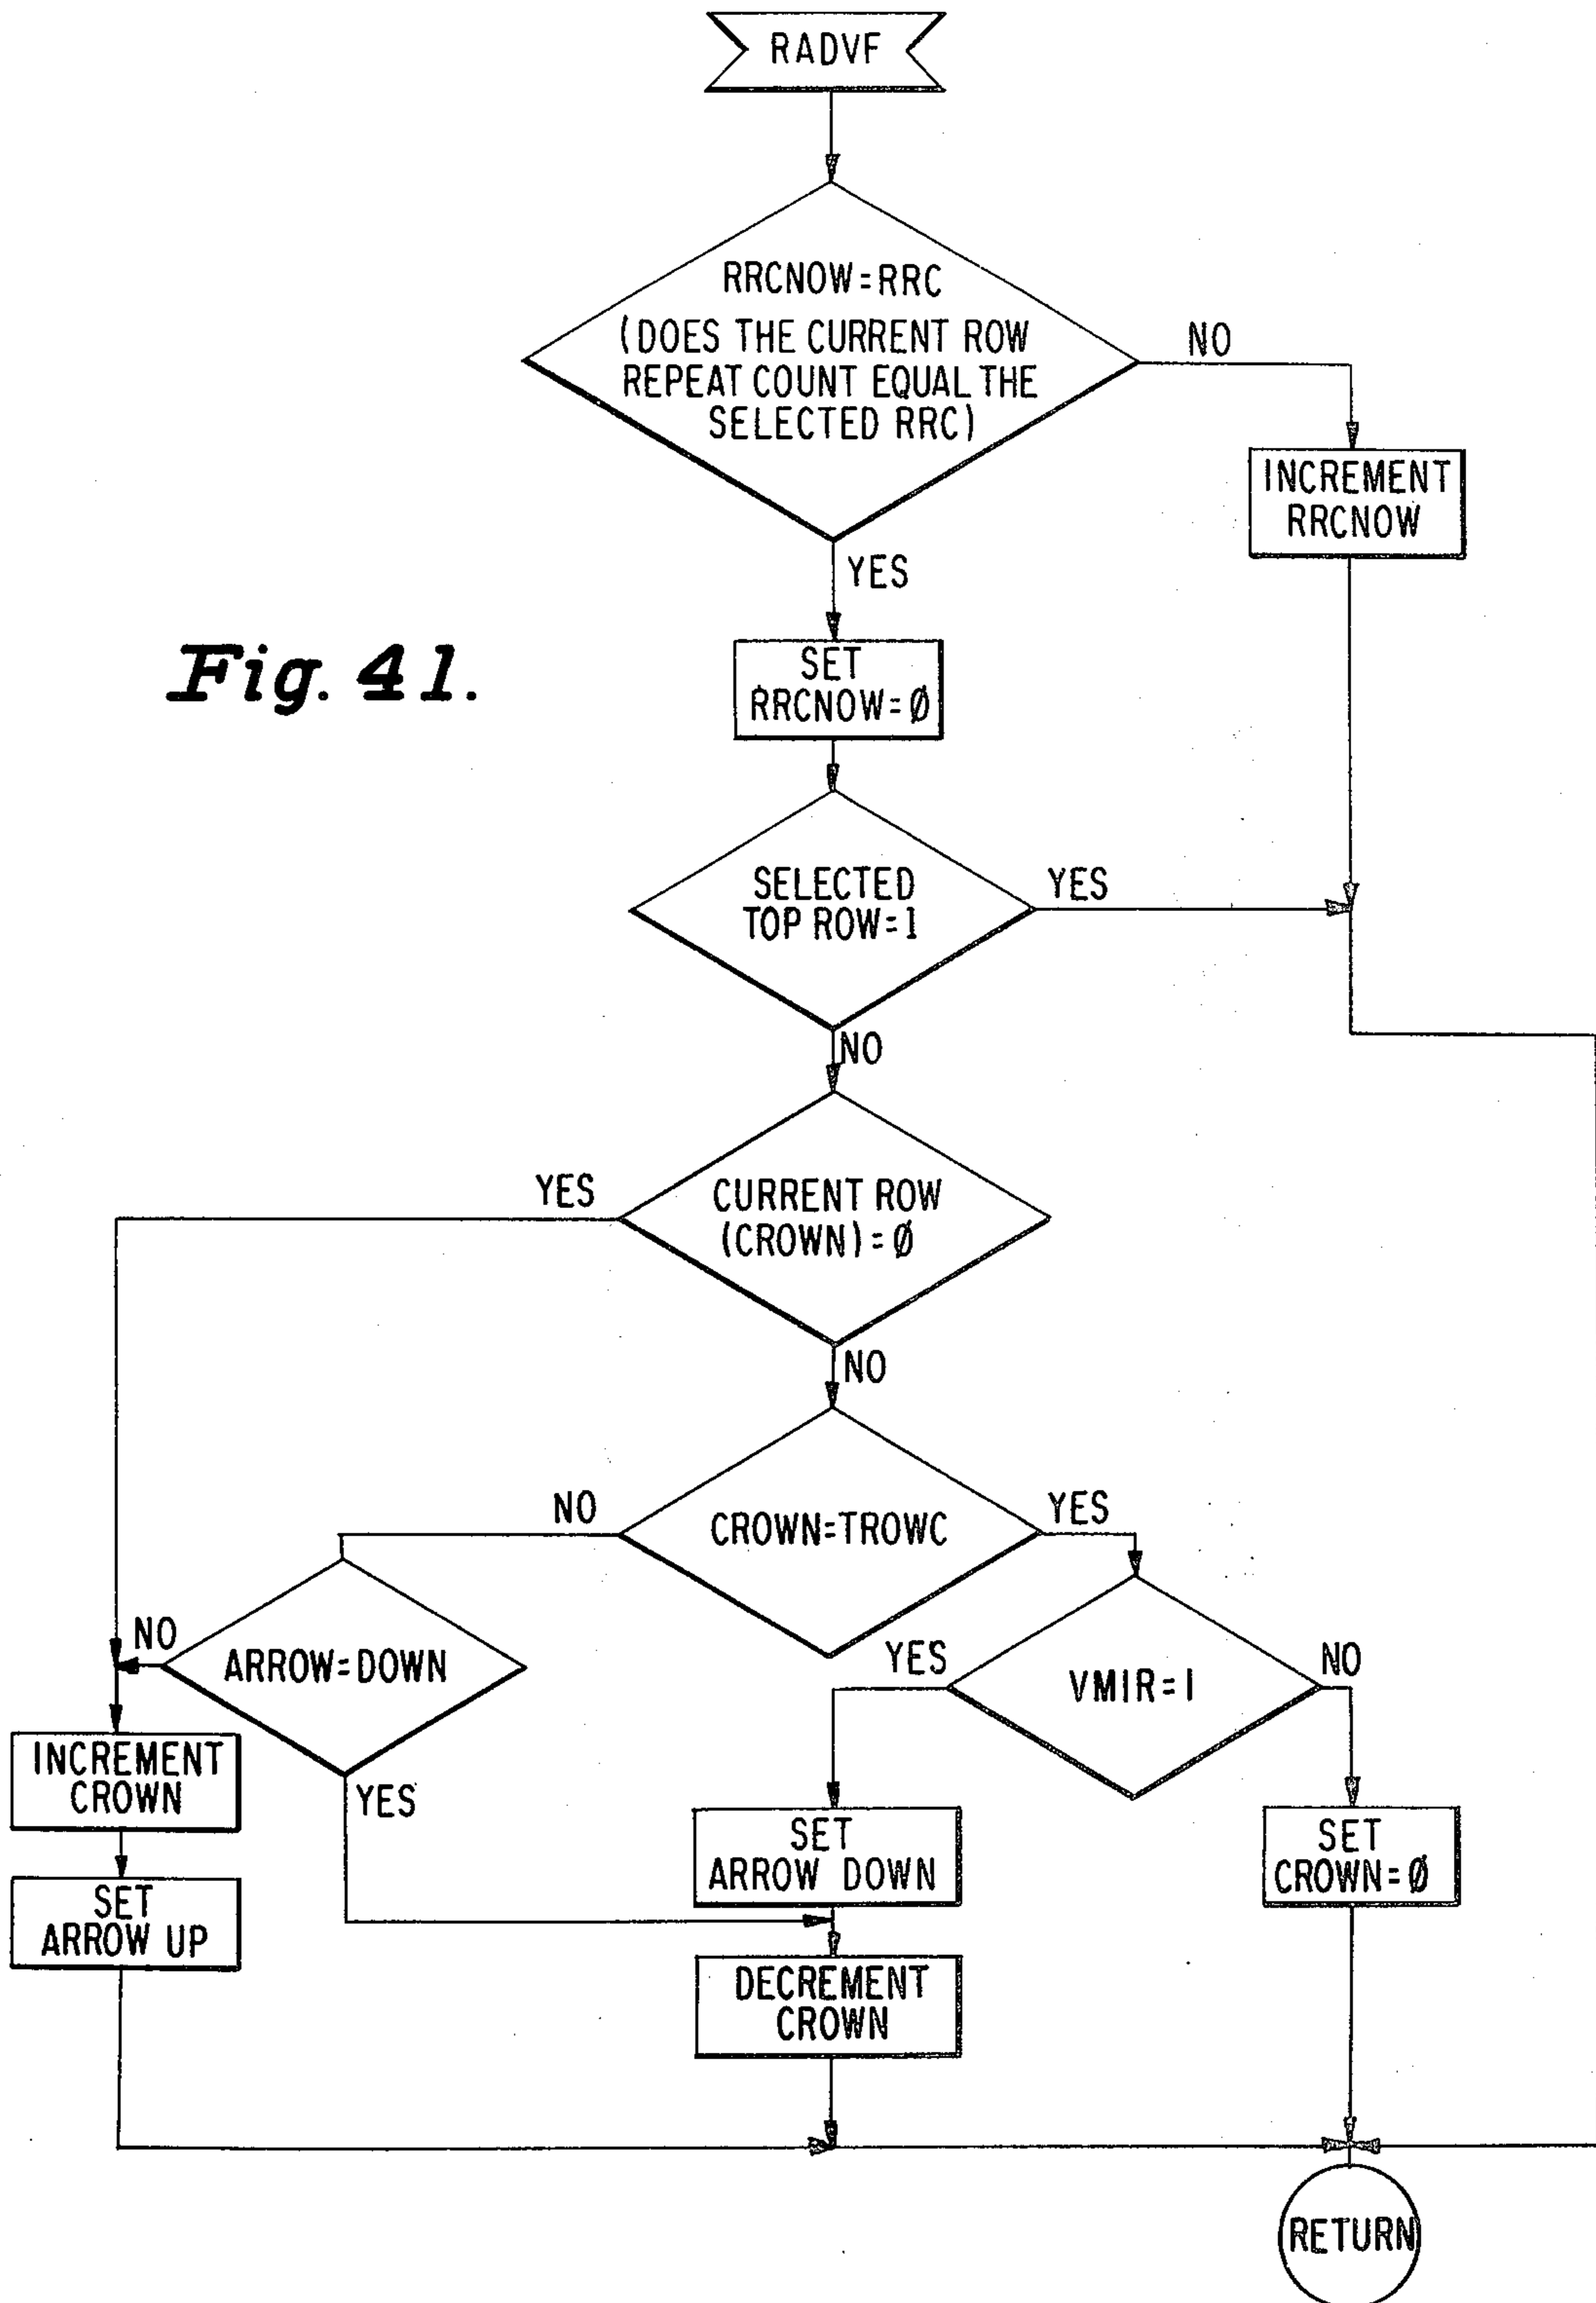 RADVF
RRCNOW=RRC
(DOES THE CURRENT ROW
REPEAT COUNT EQUAL THE
SELECTED RRC)
NO
INCREMENT
RRCNOW
YES
Fig. 41.
SET
RRCNOW=Ø
SELECTED
TOP ROW=1
YES
NO
YES
CURRENT ROW
(CROWN)=Ø
NO
NO
CROWN=TROWC
YES
NO
ARROW=DOWN
YES
VMIR=1
NO
INCREMENT
CROWN
YES
SET
ARROW DOWN
SET
CROWN=Ø
SET
ARROW UP
DECREMENT
CROWN
RETURN